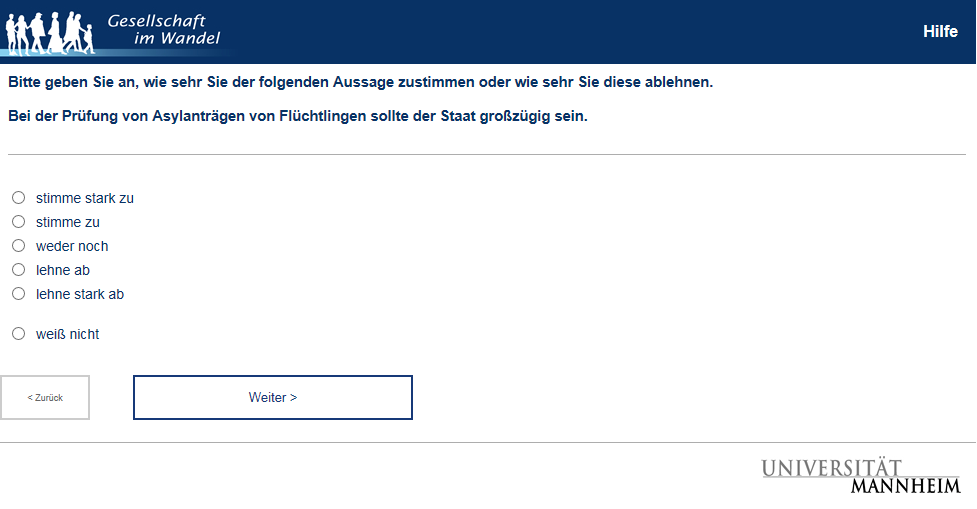 Gesellschaft
im Wandel
Hilfe
Bitte geben Sie an, wie sehr Sie der folgenden Aussage zustimmen oder wie sehr Sie diese ablehnen.
Bei der Prüfung von Asylanträgen von Flüchtlingen sollte der Staat großzügig sein.
stimme stark zu
stimme zu
weder noch
lehne ab
lehne stark ab
weiß nicht
< Zurück
Weiter >
UNIVERSITÄT
MANNHEIM